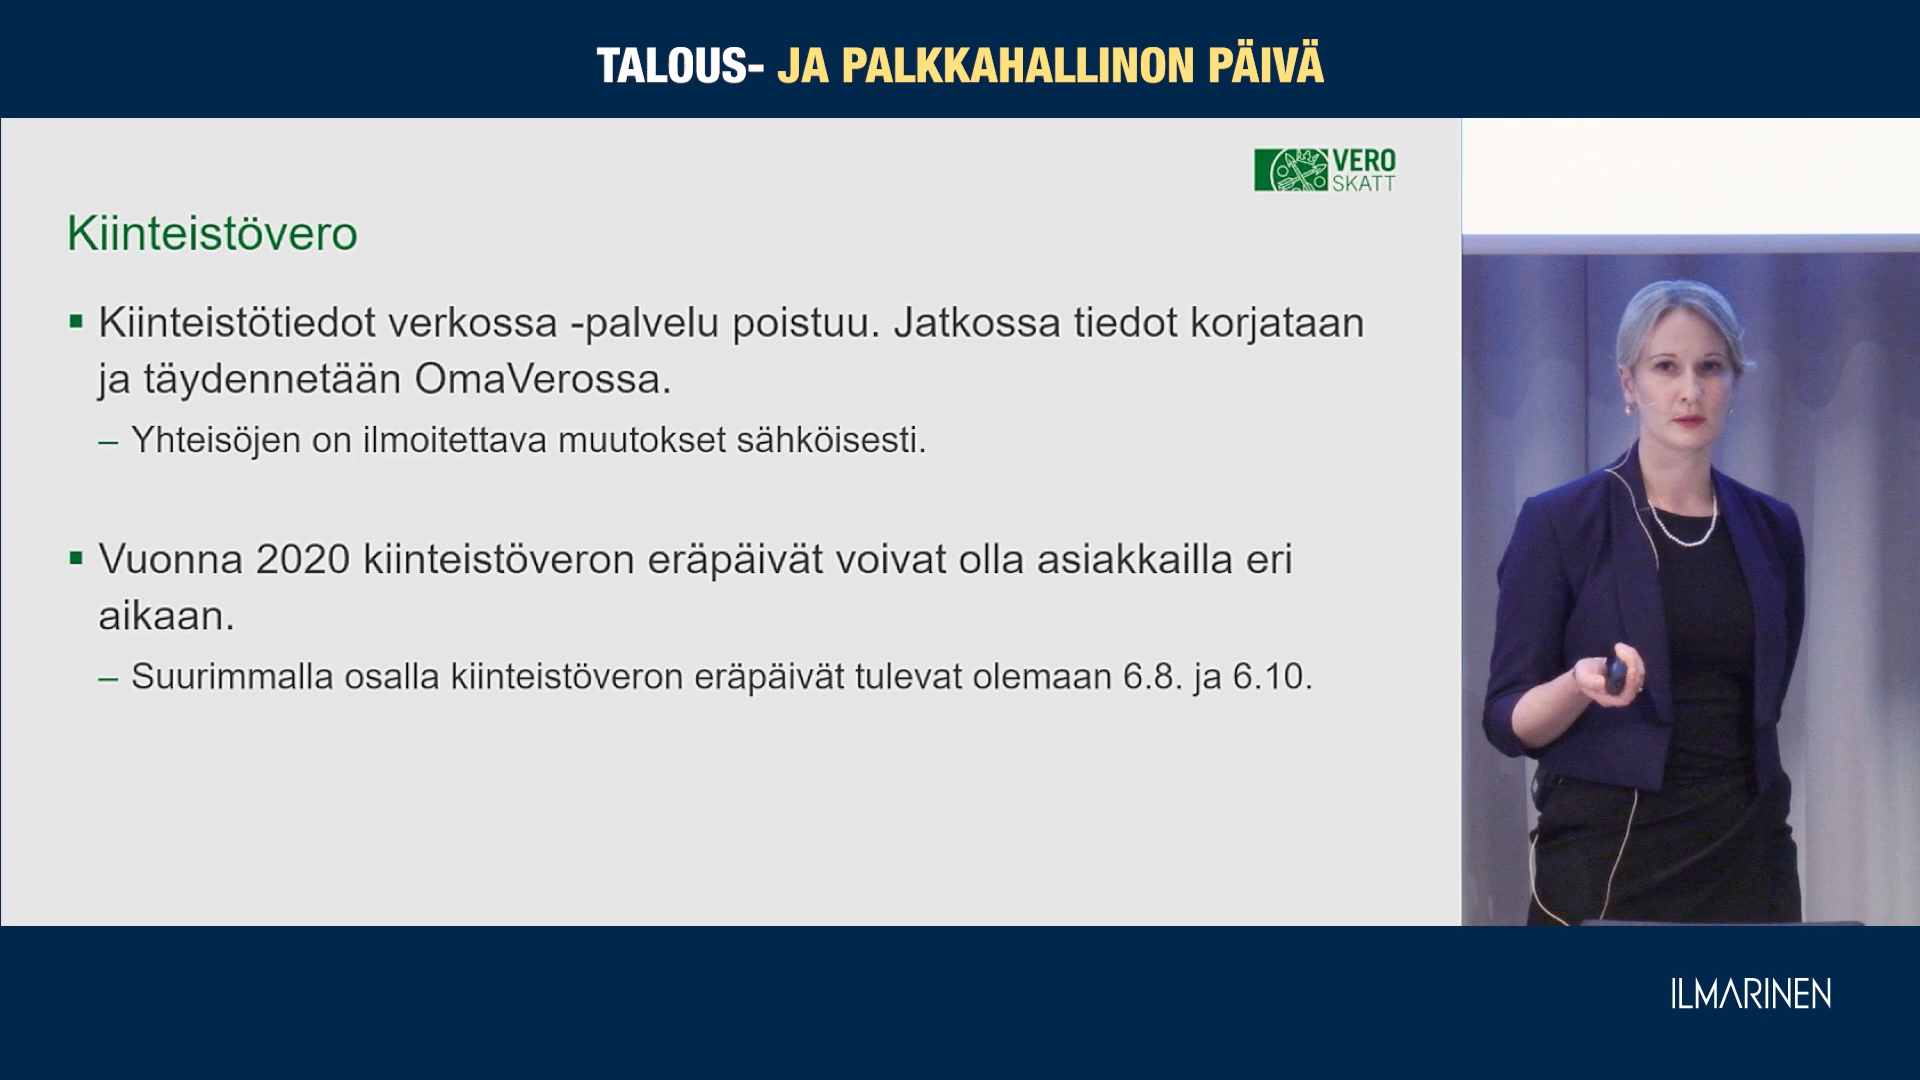 TALOUS- JA PALKKAHALLINON PÄIVÄ
VERO
SKATT
Kiinteistövero
▪ Kiinteistötiedot verkossa -palvelu poistuu. Jatkossa tiedot korjataan
ja täydennetään OmaVerossa.
– Yhteisöjen on ilmoitettava muutokset sähköisesti.
▪ Vuonna 2020 kiinteistöveron eräpäivät voivat olla asiakkailla eri
aikaan.
– Suurimmalla osalla kiinteistöveron eräpäivät tulevat olemaan 6.8. ja 6.10.
ILMARINEN